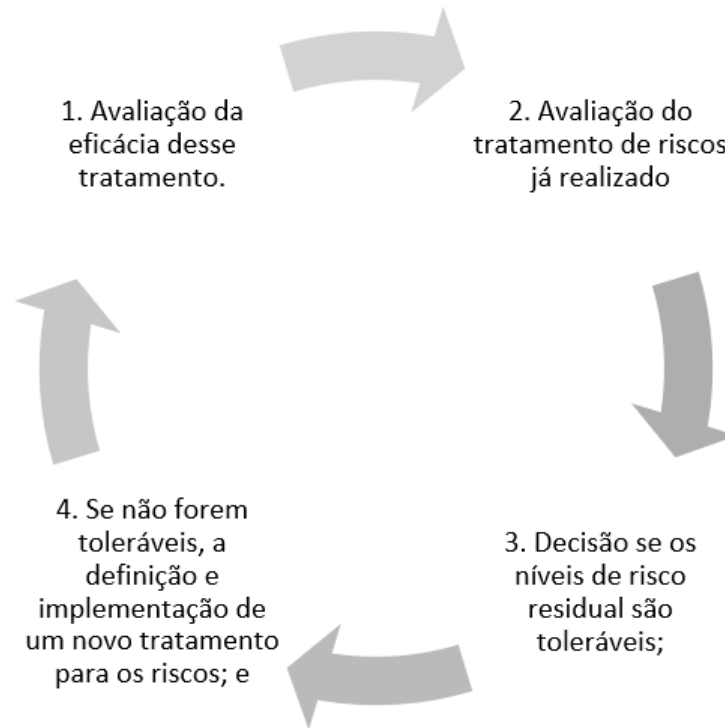 1. Avaliação da
eficácia desse
tratamento.
2. Avaliação do
tratamento de riscos
já realizado
3. Decisão se os
níveis de risco
residual são
toleráveis;
4. Se não forem
toleráveis, a
definição e
implementação de
um novo tratamento
para os riscos; e